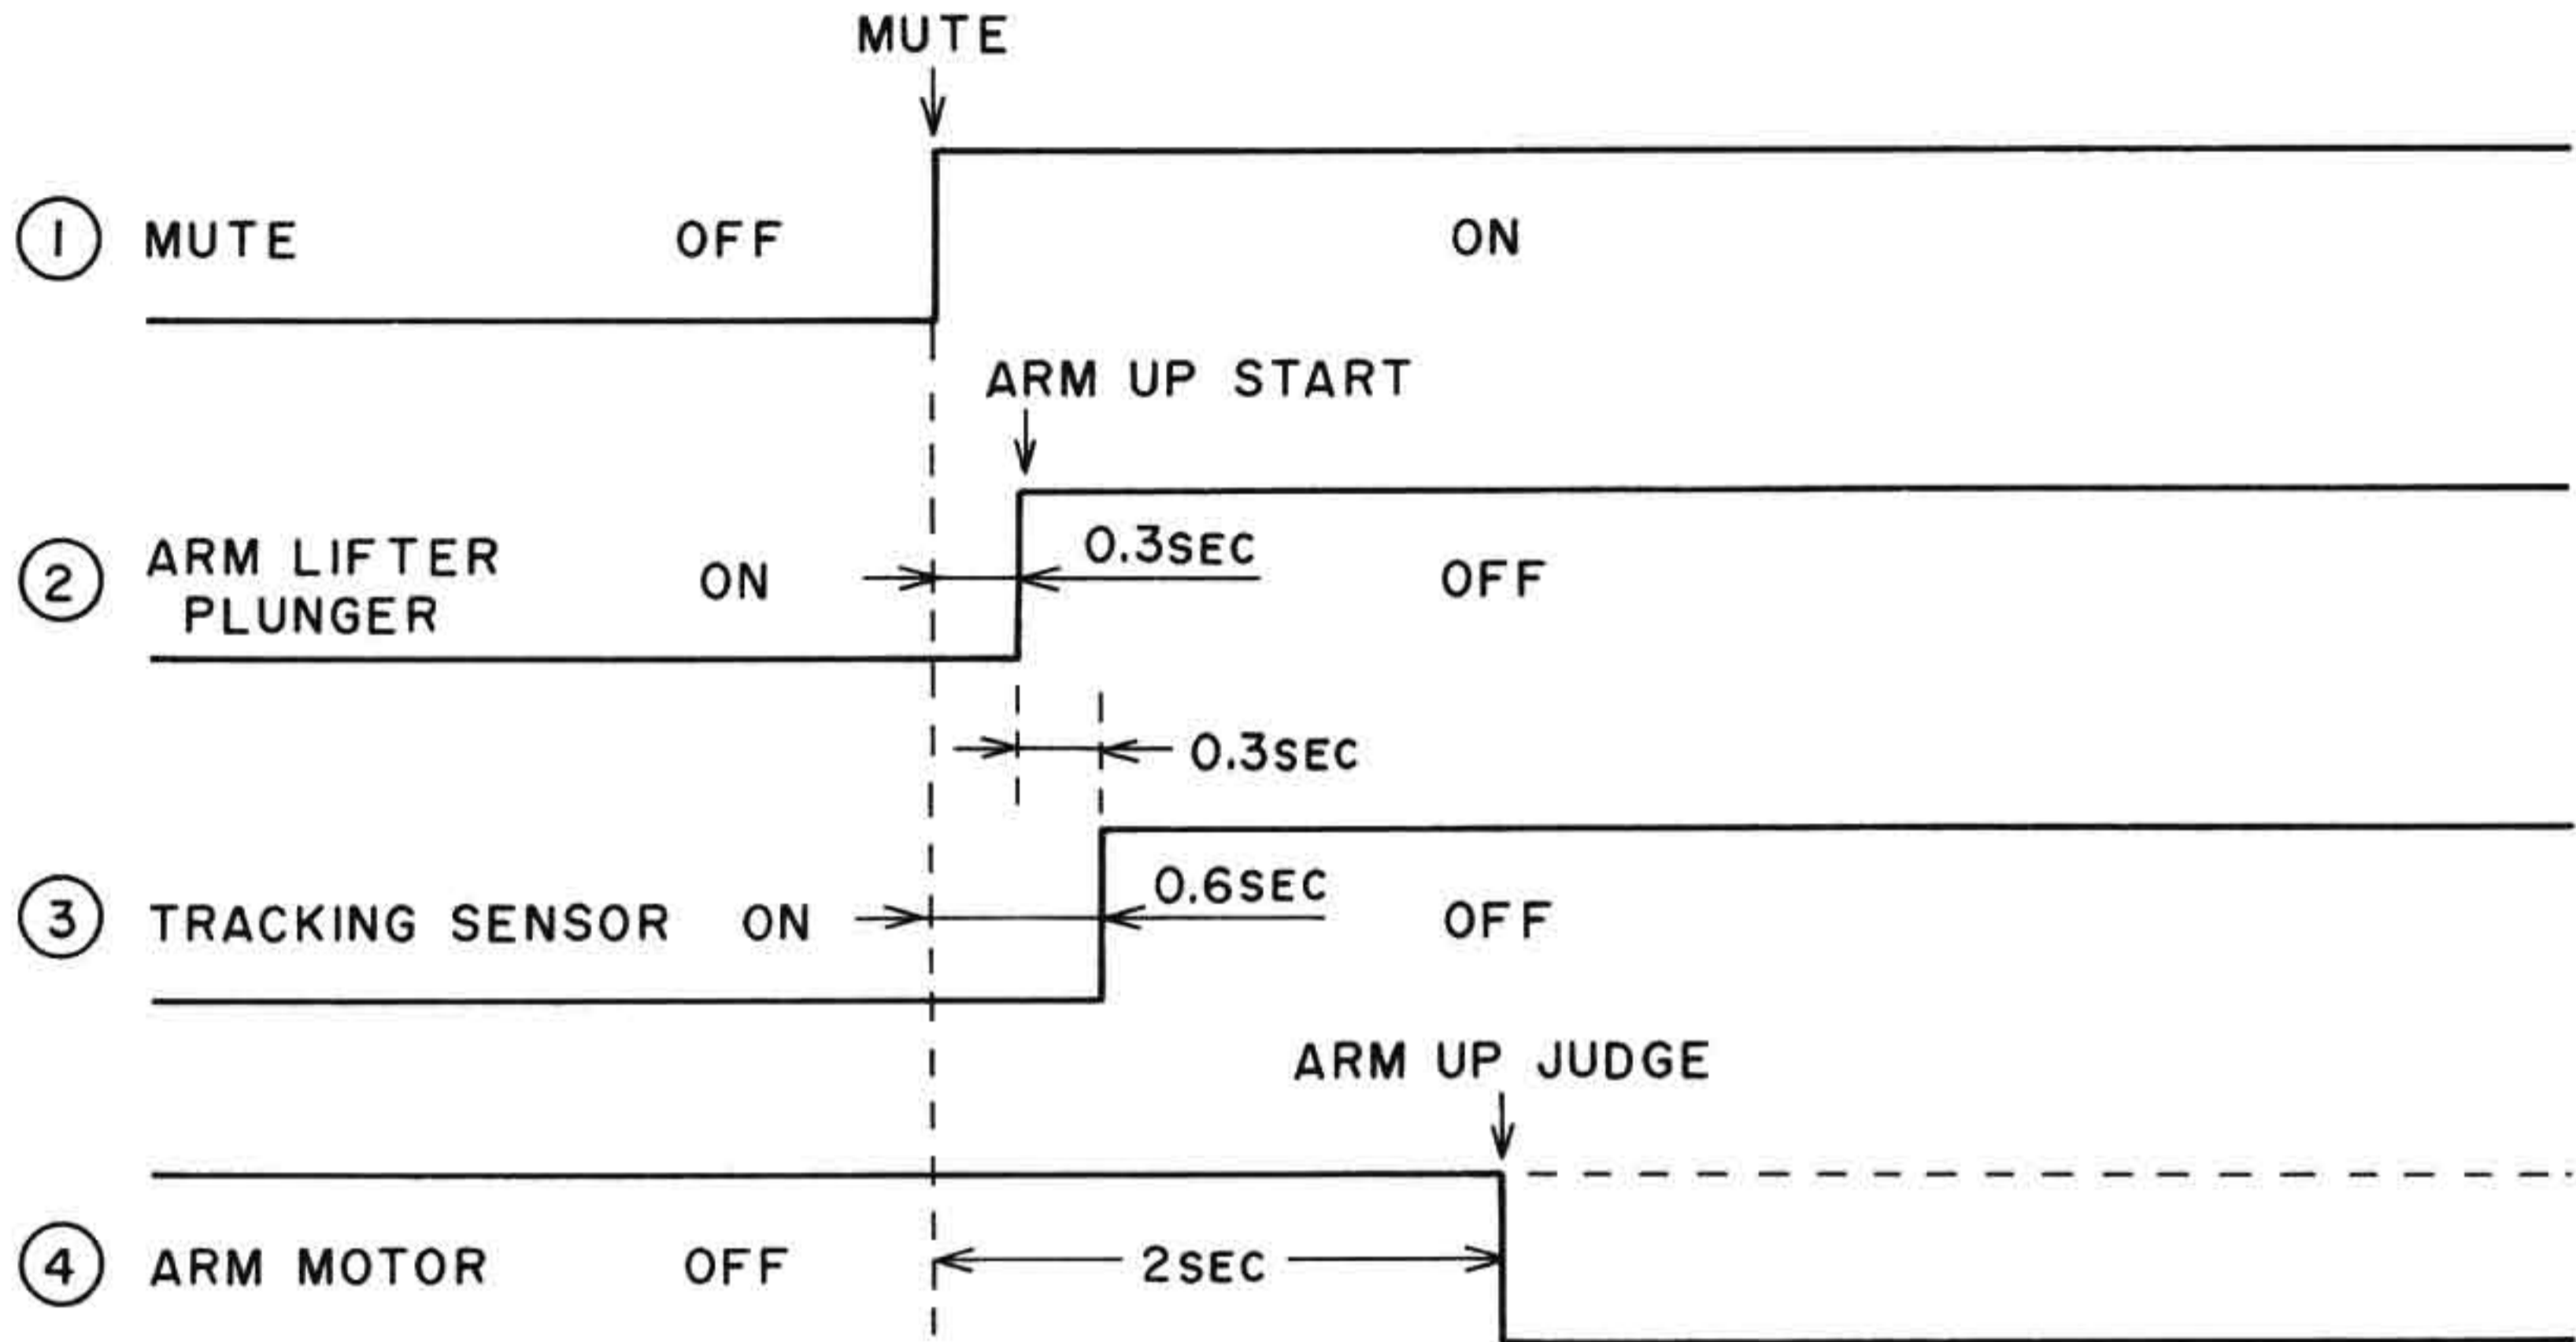 MUTE
① MUTE OFF ON
ARM UP START
② ARM LIFTER PLUNGER ON 0.3SEC OFF
0.3SEC
③ TRACKING SENSOR ON 0.6SEC OFF
ARM UP JUDGE
④ ARM MOTOR OFF 2SEC